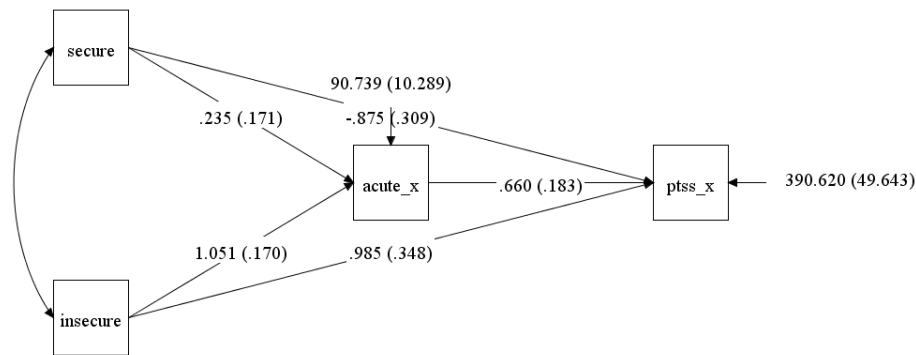 secure
90.739 (10.289)
.235 (.171)
-.875 (.309)
acute_x
.660 (.183)
ptss_x
390.620 (49.643)
1.051 (.170)
.985 (.348)
insecure